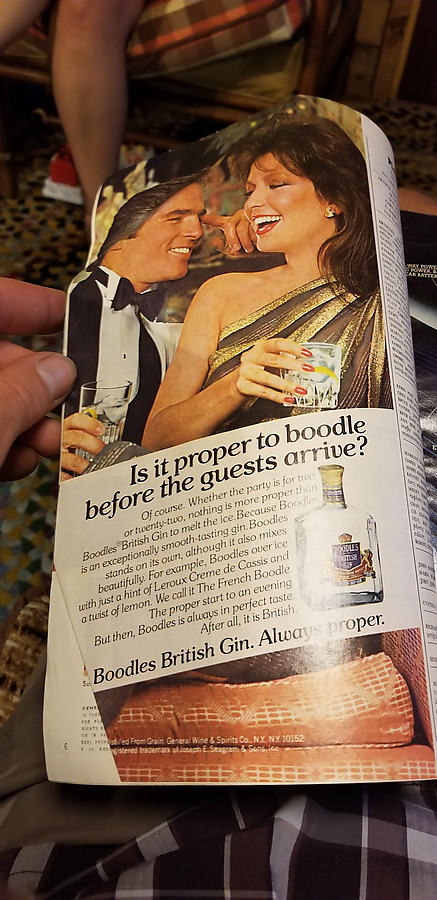 Is it proper to boodle
before the guests arrive?
Of course. Whether the party is for two
or twenty-two, nothing is more proper than
Boodles® British Gin to melt the ice. Because Boodles
is an exceptionally smooth-tasting gin. Boodles
stands on its own, although it also mixes
beautifully. For example, Boodles over ice
with just a hint of Leroux Creme de Cassis and
a twist of lemon. We call it The French Boodle.
The proper start to an evening.
But then, Boodles is always in perfect taste.
After all, it is British.
BOODLES
BRITISH
GIN
Boodles British Gin. Always proper.
6
stilled From Grain. General Wine & Spirits Co., N.Y. N.Y. 10152
registered trademark of Joseph E. Seagram & Sons, Inc.